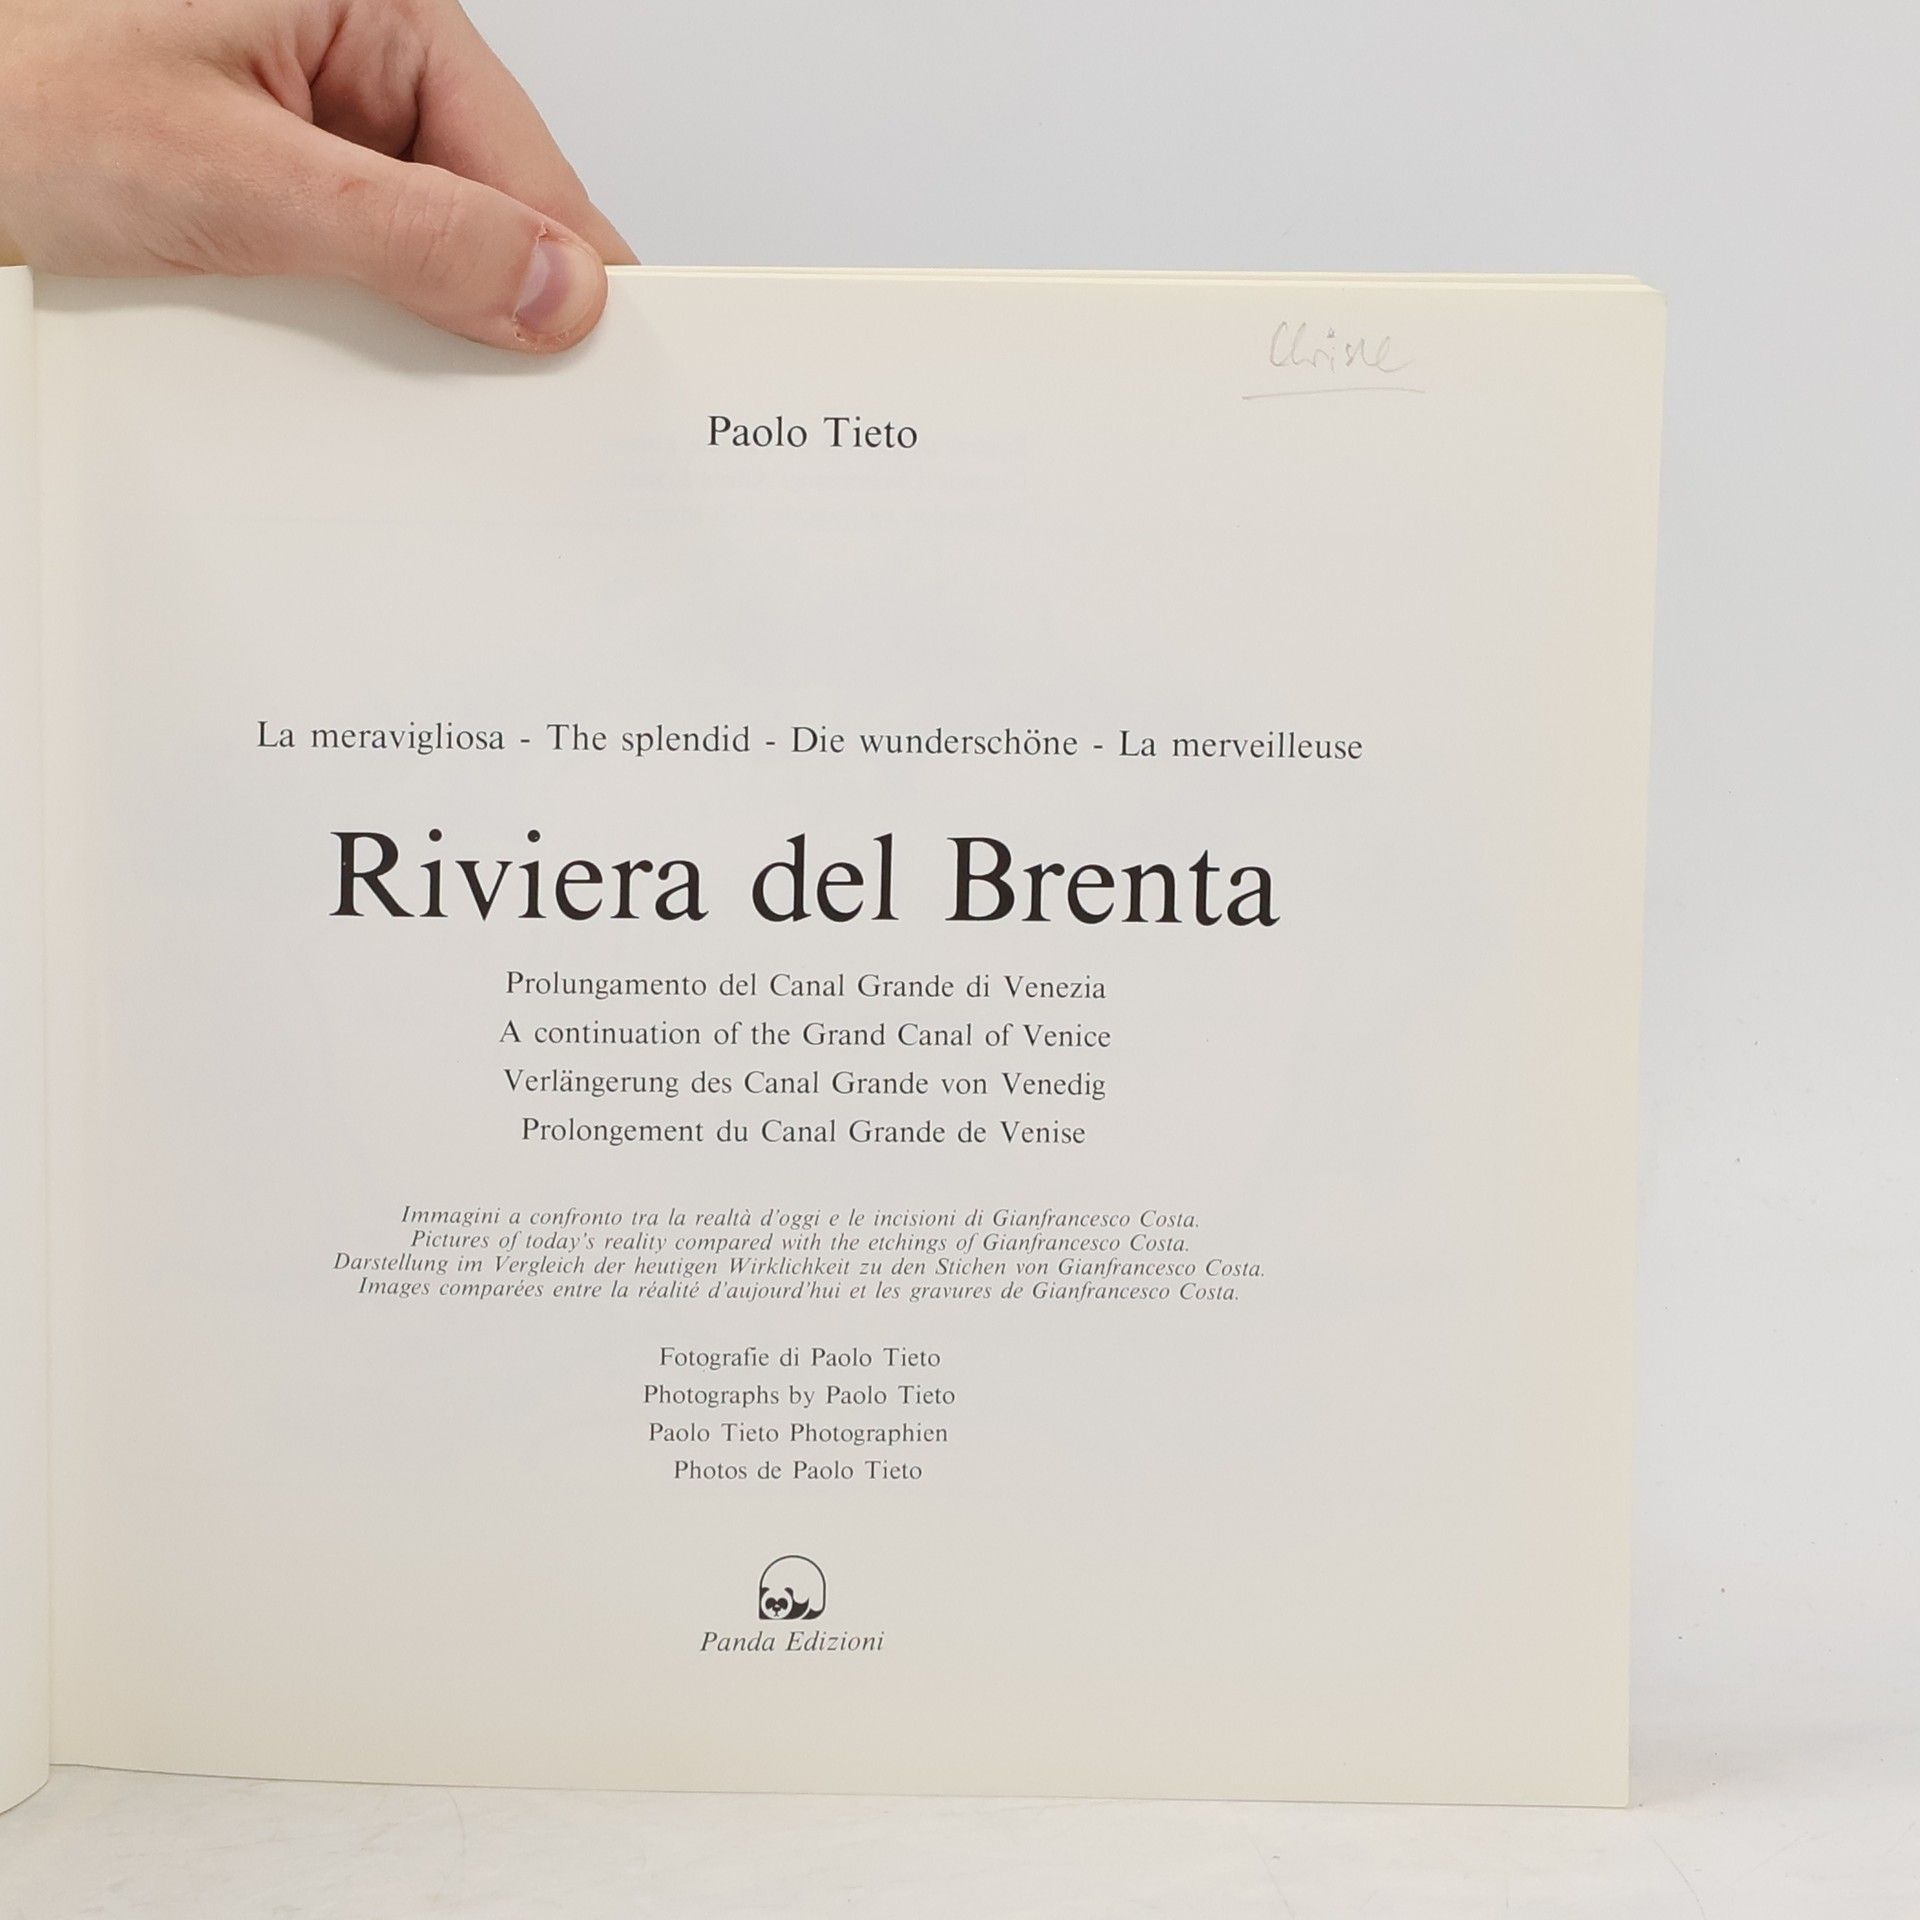 Paolo Tieto
La meravigliosa - The splendid - Die wunderschöne - La merveilleuse
Riviera del Brenta
Prolungamento del Canal Grande di Venezia
A continuation of the Grand Canal of Venice
Verlängerung des Canal Grande von Venedig
Prolongement du Canal Grande de Venise
Immagini a confronto tra la realtà d'oggi e le incisioni di Gianfrancesco Costa.
Pictures of today's reality compared with the etchings of Gianfrancesco Costa.
Darstellung im Vergleich der heutigen Wirklichkeit zu den Stichen von Gianfrancesco Costa.
Images comparées entre la réalité d'aujourd'hui et les gravures de Gianfrancesco Costa.
Fotografie di Paolo Tieto
Photographs by Paolo Tieto
Paolo Tieto Photographien
Photos de Paolo Tieto
Panda Edizioni